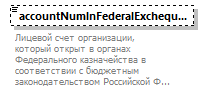 accountNumInFederalExchequ...
Лицевой счет организации,
который открыт в органах
Федерального казначейства в
соответствии с бюджетным
законодательством Российской Ф...